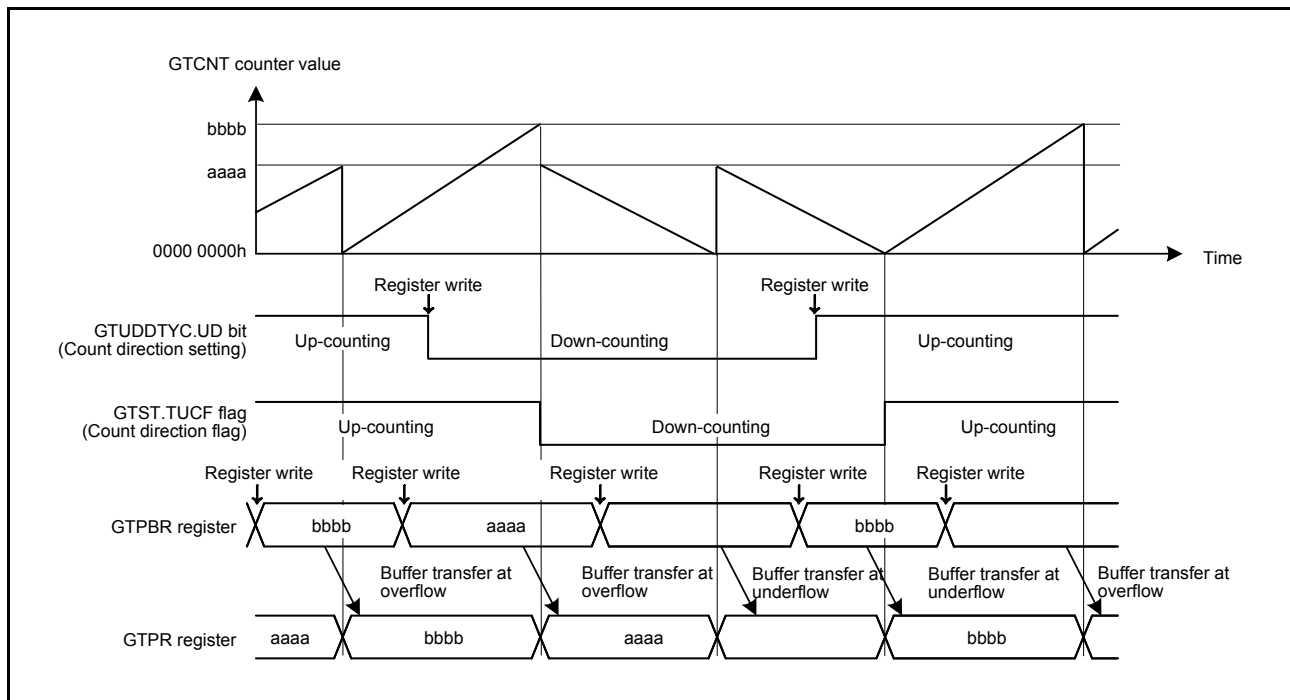 GTCNT counter value
bbbb
aaaa
0000 0000h
Time
Register write
Register write
GTUDDTYC.UD bit
(Count direction setting)
Up-counting
Down-counting
Up-counting
GTST.TUCF flag
(Count direction flag)
Up-counting
Down-counting
Up-counting
Register write
Register write
Register write
Register write
Register write
GTPBR register
bbbb
aaaa
bbbb
Buffer transfer at
overflow
Buffer transfer at
overflow
Buffer transfer at
underflow
Buffer transfer at
underflow
Buffer transfer at
overflow
GTPR register
aaaa
bbbb
aaaa
bbbb